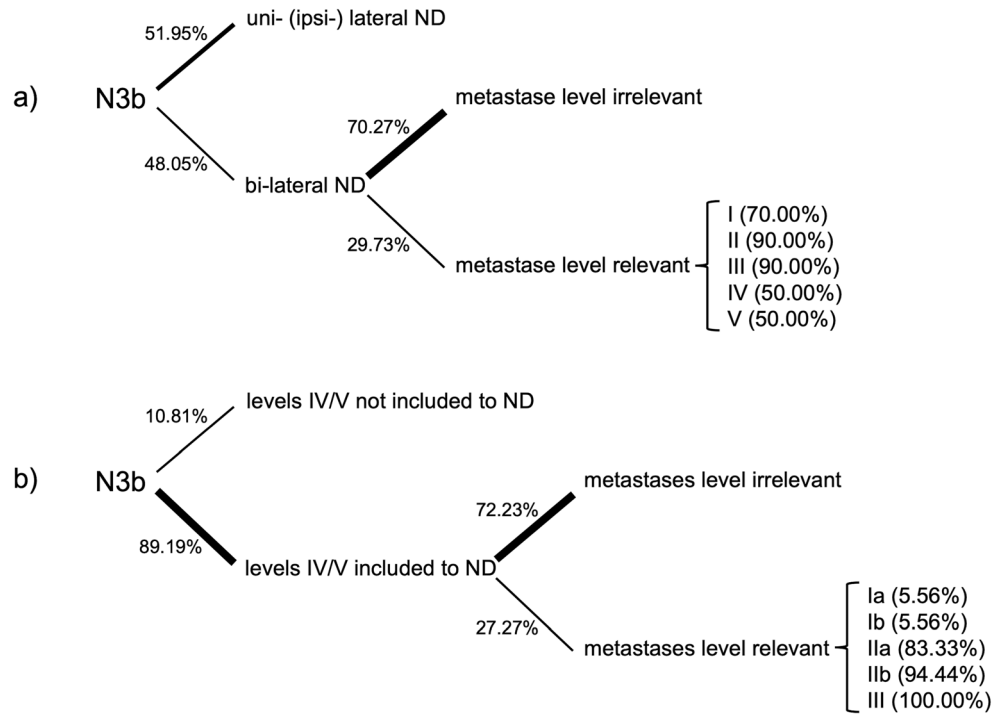 a)
N3b
51.95%
uni- (ipsi-) lateral ND
48.05%
bi-lateral ND
70.27%
metastase level irrelevant
29.73%
metastase level relevant
I (70.00%)
II (90.00%)
III (90.00%)
IV (50.00%)
V (50.00%)
b)
N3b
10.81%
levels IV/V not included to ND
89.19%
levels IV/V included to ND
72.23%
metastases level irrelevant
27.27%
metastases level relevant
Ia (5.56%)
Ib (5.56%)
IIa (83.33%)
IIb (94.44%)
III (100.00%)